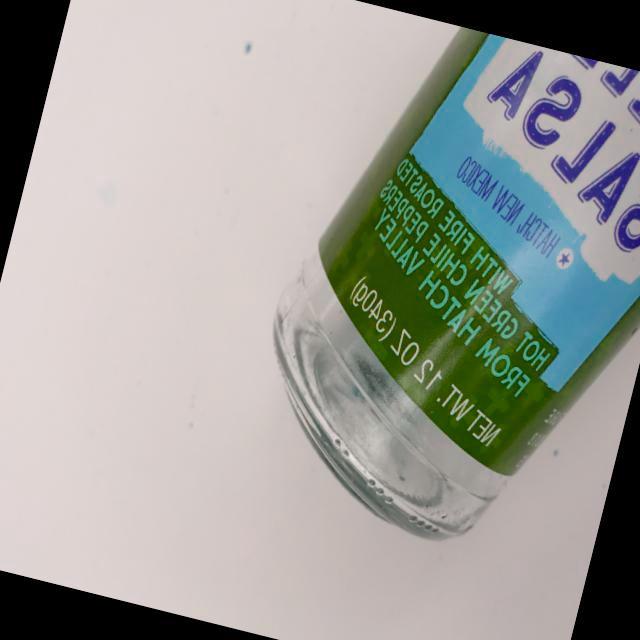 SALSA
HATCH, NEW MEXICO
WITH FIRE ROASTED
HOT GREEN CHILE PEPPERS
FROM HATCH VALLEY
NET WT. 12 OZ (340G)